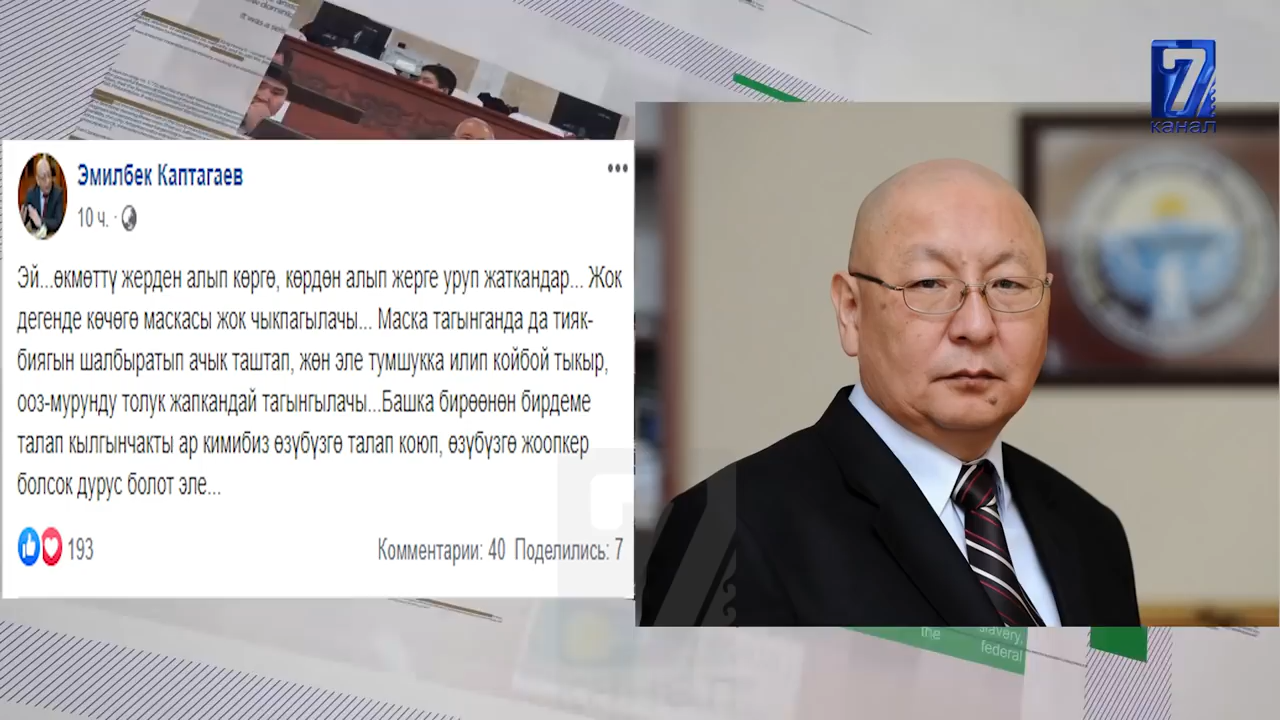 7
канал
Эмилбек Каптагаев
10 ч. ·
Эй...өкмөттү жерден алып көргө, көрдөн алып жерге уруп жаткандар... Жок
дегенде көчөгө маскасы жок чыкпагылачы... Маска тагынганда да тияк-
биягын шалбыратып ачык таштап, жөн эле тумшукка илип койбой тыкыр,
ооз-мурунду толук жапкандай тагынгылачы...Башка бирөөнөн бирдеме
талап кылгынчакты ар кимибиз өзүбүзгө талап коюп, өзүбүзгө жоопкер
болсок дурус болот эле...
193
Комментарии: 40 Поделились: 7
slavery,
the federal